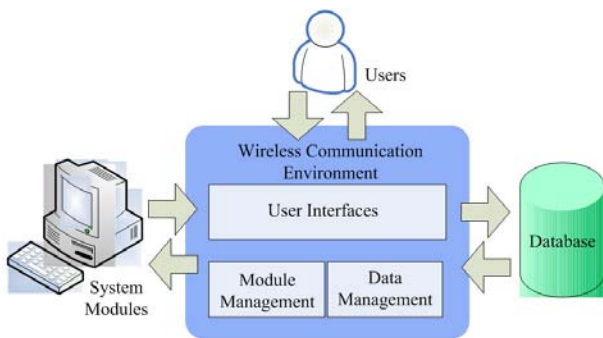 Users
Wireless Communication
Environment
User Interfaces
Module
Management
Data
Management
System
Modules
Database